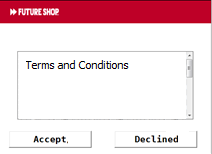 FUTURE SHOP
Terms and Conditions
Accept,
Declined